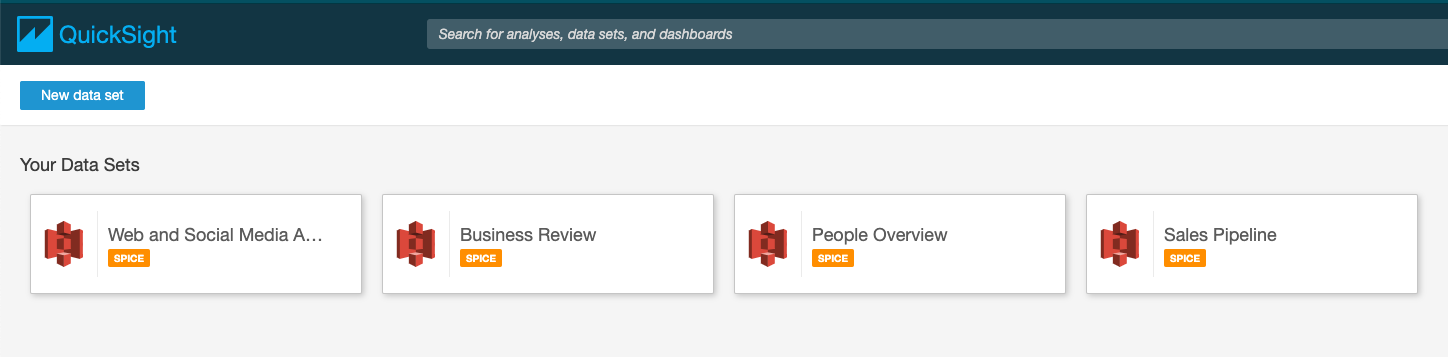 QuickSight
Search for analyses, data sets, and dashboards
New data set
Your Data Sets
Web and Social Media A...
SPICE
Business Review
SPICE
People Overview
SPICE
Sales Pipeline
SPICE